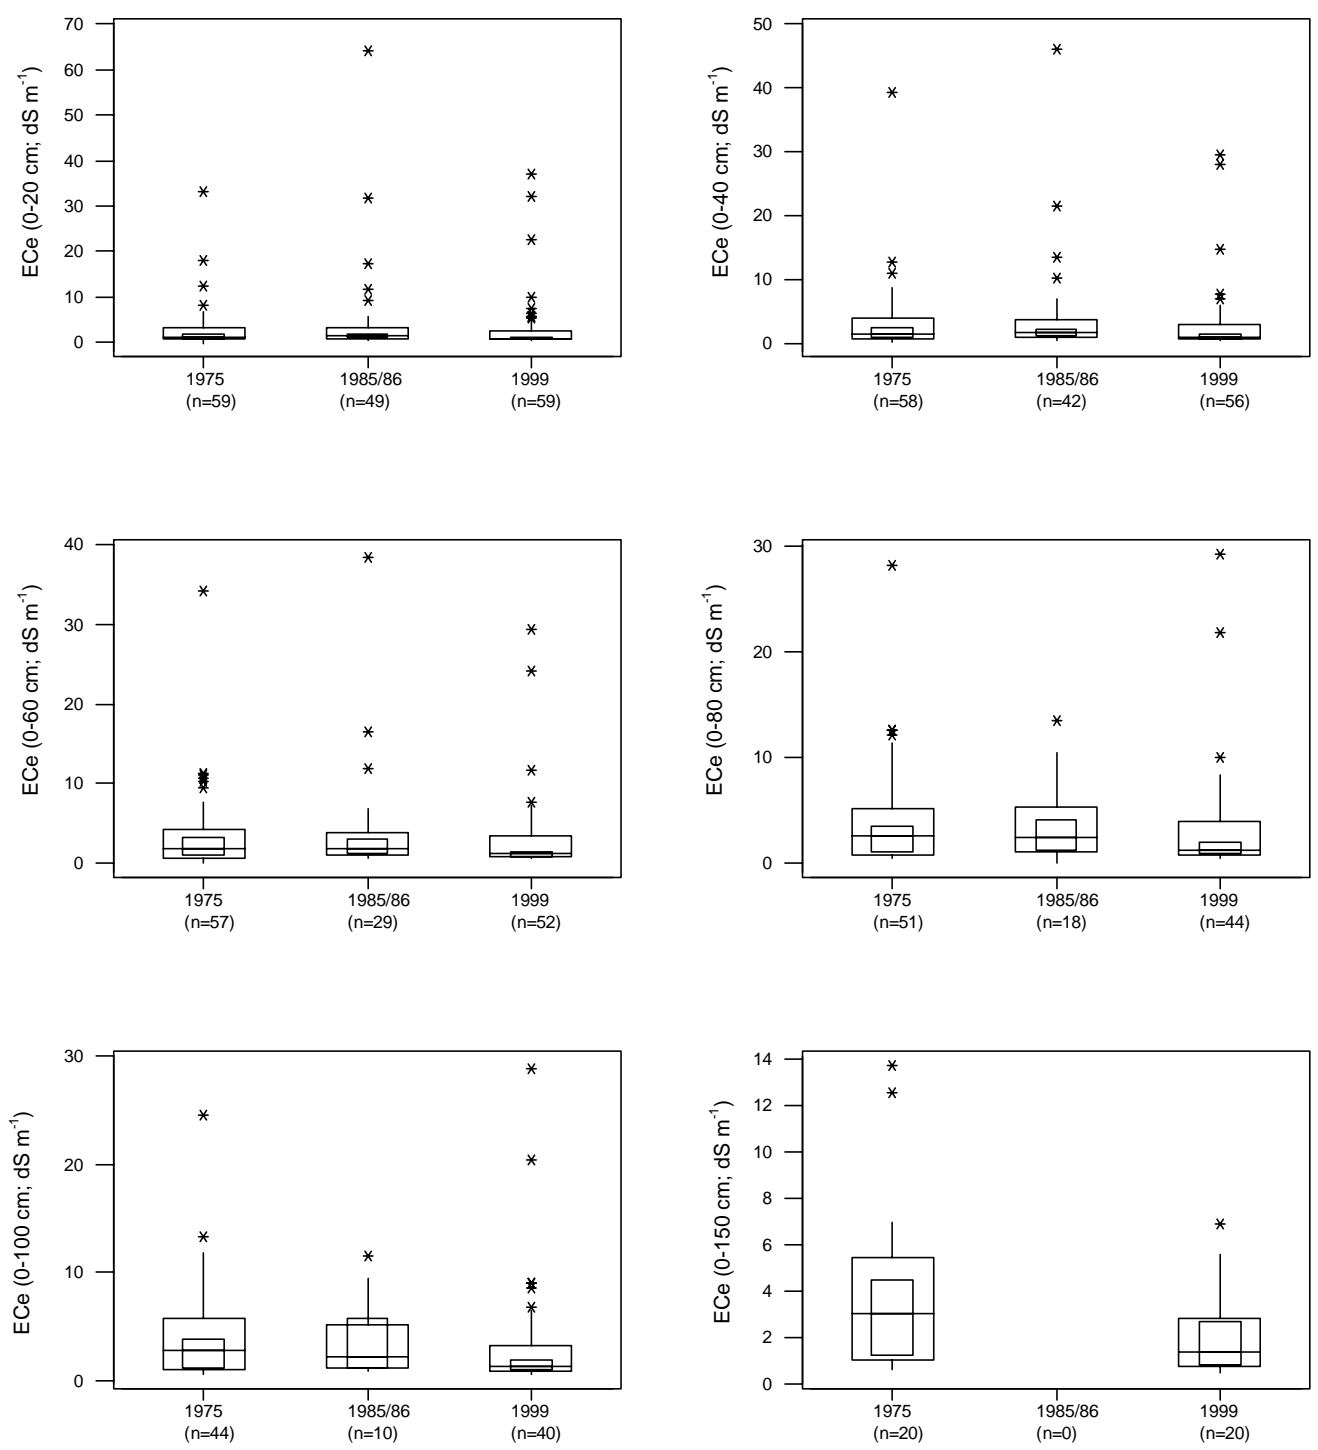 ECe (0-20 cm; dS m-1)
70
60
50
40
30
20
10
0
1975 1985/86 1999
(n=59) (n=49) (n=59)
ECe (0-40 cm; dS m-1)
50
40
30
20
10
0
1975 1985/86 1999
(n=58) (n=42) (n=56)
ECe (0-60 cm; dS m-1)
40
30
20
10
0
1975 1985/86 1999
(n=57) (n=29) (n=52)
ECe (0-80 cm; dS m-1)
30
20
10
0
1975 1985/86 1999
(n=51) (n=18) (n=44)
ECe (0-100 cm; dS m-1)
30
20
10
0
1975 1985/86 1999
(n=44) (n=10) (n=40)
ECe (0-150 cm; dS m-1)
14
12
10
8
6
4
2
0
1975 1985/86 1999
(n=20) (n=0) (n=20)